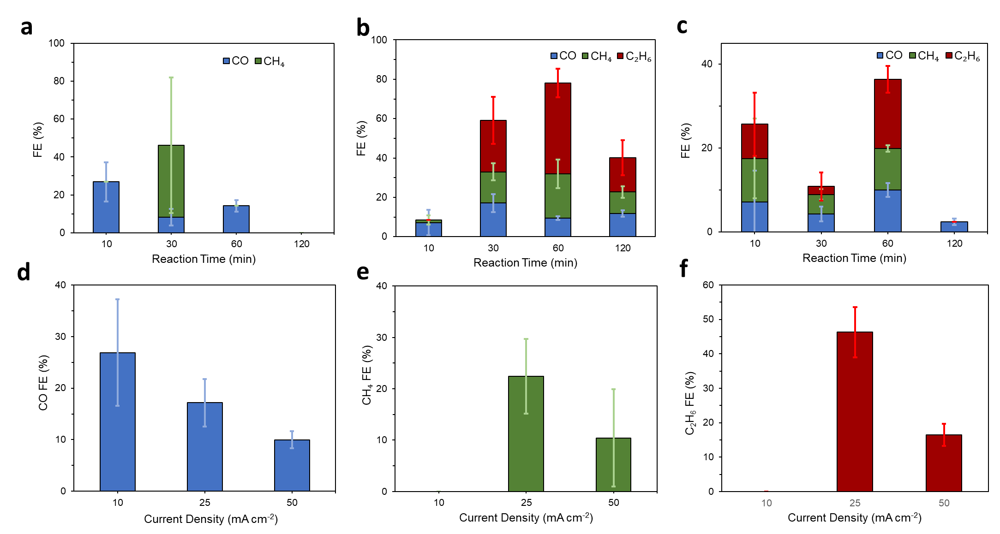 a
100
80
60
40
20
0
FE (%)
CO CH₄
10 30 60 120
Reaction Time (min)
b
100
80
60
40
20
0
FE (%)
CO CH₄ C₂H₆
10 30 60 120
Reaction Time (min)
c
40
20
0
FE (%)
CO CH₄ C₂H₆
10 30 60 120
Reaction Time (min)
d
40
30
20
10
0
CO FE (%)
10 25 50
Current Density (mA cm⁻²)
e
40
30
20
10
0
CH₄ FE (%)
10 25 50
Current Density (mA cm⁻²)
f
60
50
40
30
20
10
0
C₂H₆ FE (%)
10 25 50
Current Density (mA cm⁻²)